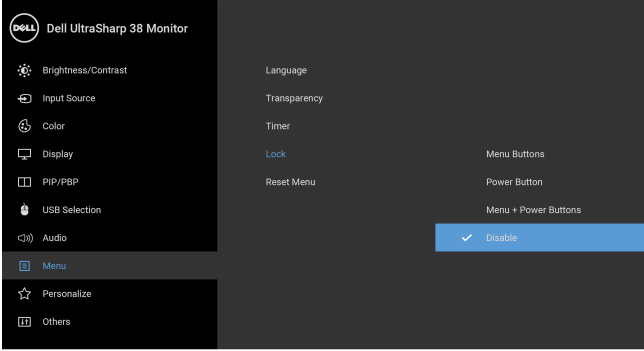 DELL Dell UltraSharp 38 Monitor
Brightness/Contrast
Language
Input Source
Transparency
Color
Timer
Display
Lock
Menu Buttons
PIP/PBP
Reset Menu
Power Button
USB Selection
Menu + Power Buttons
Audio
Disable
Menu
Personalize
Others